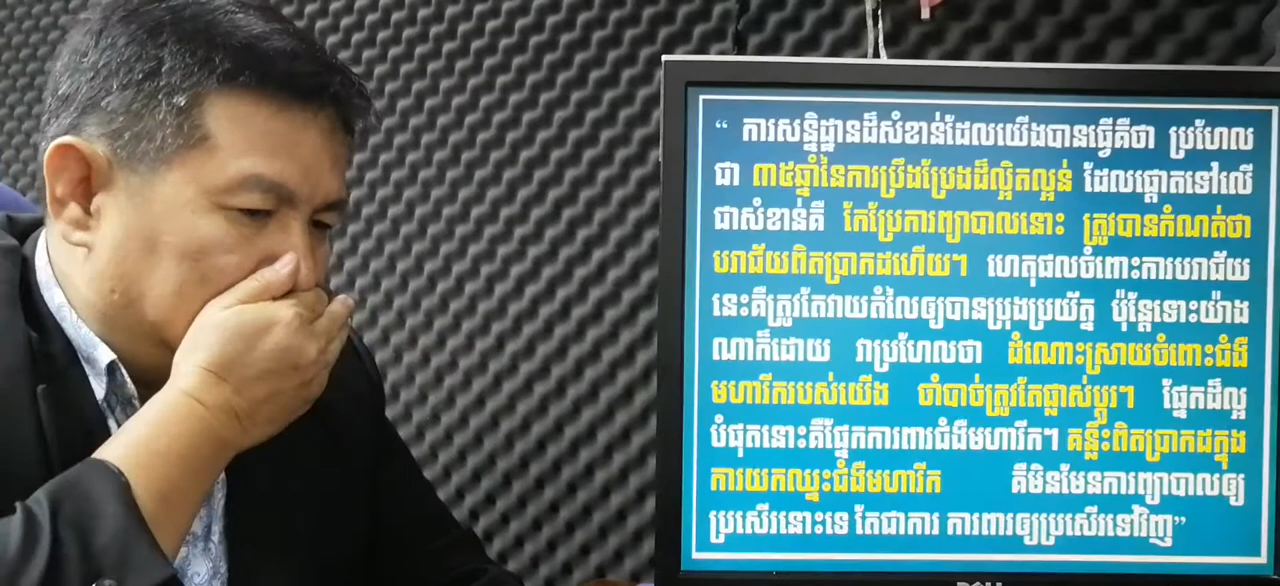 “ ការសន្និដ្ឋានដ៏សំខាន់ដែលយើងបានធ្វើគឺថា ប្រហែល
ជា ៣៥ឆ្នាំនៃការប្រឹងប្រែងដ៏ល្អិតល្អន់ ដែលផ្តោតទៅលើ
ជាសំខាន់គឺ កែប្រែការព្យាបាលនោះ ត្រូវបានកំណត់ថា
បរាជ័យពិតប្រាកដហើយ។ ហេតុផលចំពោះការបរាជ័យ
នេះគឺត្រូវតែវាយតំលៃឲ្យបានប្រុងប្រយ័ត្ន ប៉ុន្តែទោះយ៉ាង
ណាក៏ដោយ វាប្រហែលថា ដំណោះស្រាយចំពោះជំងឺ
មហារីករបស់យើង ចាំបាច់ត្រូវតែផ្លាស់ប្តូរ។ ផ្នែកដ៏ល្អ
បំផុតនោះគឺផ្នែកការពារជំងឺមហារីក។ គន្លឹះពិតប្រាកដក្នុង
ការយកឈ្នះជំងឺមហារីក គឺមិនមែនការព្យាបាលឲ្យ
ប្រសើរនោះទេ តែជាការ ការពារឲ្យប្រសើរទៅវិញ”
DELL